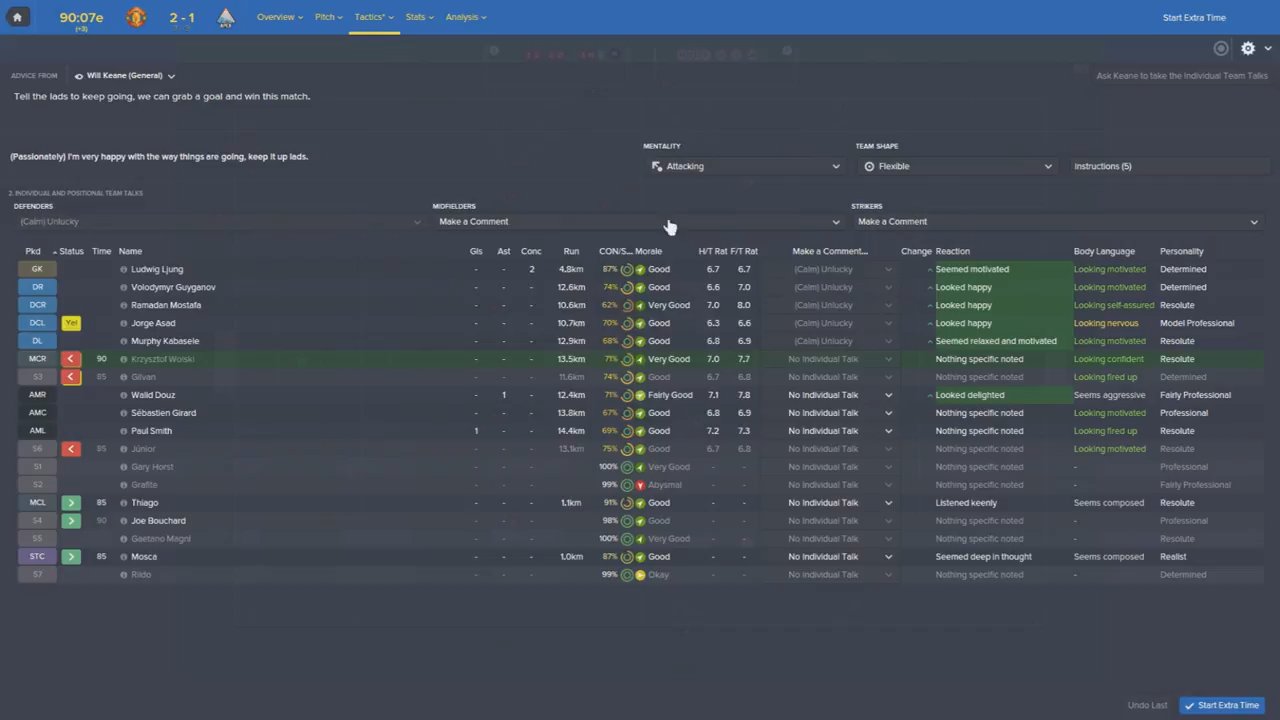 90:07e 2 - 1 Overview Pitch Tactics* Stats Analysis Start Extra Time
(+3)
ADVICE FROM Will Keane (General) Ask Keane to take the Individual Team Talks
Tell the lads to keep going, we can grab a goal and win this match.
MENTALITY TEAM SHAPE
(Passionately) I'm very happy with the way things are going, keep it up lads.
Attacking Flexible Instructions (5)
2. INDIVIDUAL AND POSITIONAL TEAM TALKS
DEFENDERS MIDFIELDERS STRIKERS
(Calm) Unlucky Make a Comment Make a Comment
Pkd Status Time Name Gls Ast Conc Run CON/S... Morale H/T Rat F/T Rat Make a Comment... Change Reaction Body Language Personality
GK Ludwig Ljung - - 2 4.8km 87% Good 6.7 6.7 (Calm) Unlucky Seemed motivated Looking motivated Determined
DR Volodymyr Guyganov - - - 12.6km 74% Good 6.6 7.0 (Calm) Unlucky Looked happy Looking motivated Determined
DCR Ramadan Mostafa - - - 10.6km 62% Very Good 7.0 8.0 (Calm) Unlucky Looked happy Looking self-assured Resolute
DCL Yel Jorge Asad - - - 10.7km 70% Good 6.3 6.6 (Calm) Unlucky Looked happy Looking nervous Model Professional
DL Murphy Kabasele - - - 12.9km 68% Good 6.8 6.9 (Calm) Unlucky Seemed relaxed and motivated Looking motivated Resolute
MCR 90 Krzysztof Wolski - - - 13.5km 71% Very Good 7.0 7.7 No Individual Talk Nothing specific noted Looking confident Resolute
S3 85 Gilvan - - - 11.6km 74% Good 6.7 6.8 No Individual Talk Nothing specific noted Looking fired up Determined
AMR Walid Douz - 1 - 12.4km 71% Fairly Good 7.1 7.8 No Individual Talk Looked delighted Seems aggressive Fairly Professional
AMC Sébastien Girard - - - 13.8km 67% Good 6.8 6.9 No Individual Talk Nothing specific noted Looking motivated Professional
AML Paul Smith 1 - - 14.4km 69% Good 7.2 7.3 No Individual Talk Nothing specific noted Looking fired up Resolute
S6 85 Júnior - - - 13.1km 75% Good 6.7 6.8 No Individual Talk Nothing specific noted Looking motivated Resolute
S1 Gary Horst - - - 100% Very Good - - No Individual Talk Nothing specific noted - Professional
S2 Grafite - - - 99% Abysmal - - No Individual Talk Nothing specific noted - Fairly Professional
MCL 85 Thiago - - - 1.1km 91% Good - - No Individual Talk Listened keenly Seems composed Resolute
S4 90 Joe Bouchard - - - 98% Good - - No Individual Talk Nothing specific noted - Professional
S5 Gaetano Magni - - - 100% Very Good - - No Individual Talk Nothing specific noted - Resolute
STC 85 Mosca - - - 1.0km 87% Good - - No Individual Talk Seemed deep in thought Seems composed Realist
S7 Rildo - - - 99% Okay - - No Individual Talk Nothing specific noted - Determined
Undo Last Start Extra Time